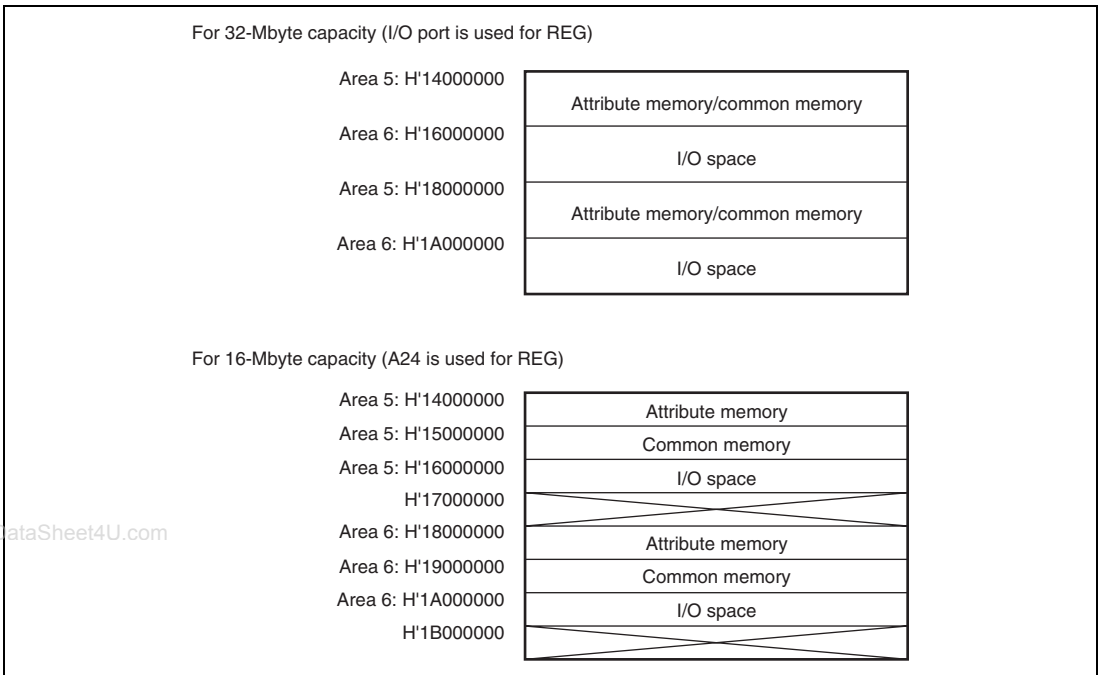 For 32-Mbyte capacity (I/O port is used for REG)
Area 5: H'14000000
Attribute memory/common memory
Area 6: H'16000000
I/O space
Area 5: H'18000000
Attribute memory/common memory
Area 6: H'1A000000
I/O space
For 16-Mbyte capacity (A24 is used for REG)
Area 5: H'14000000
Attribute memory
Area 5: H'15000000
Common memory
Area 5: H'16000000
I/O space
H'17000000
Area 6: H'18000000
Attribute memory
Area 6: H'19000000
Common memory
Area 6: H'1A000000
I/O space
H'1B000000
ataSheet4U.com